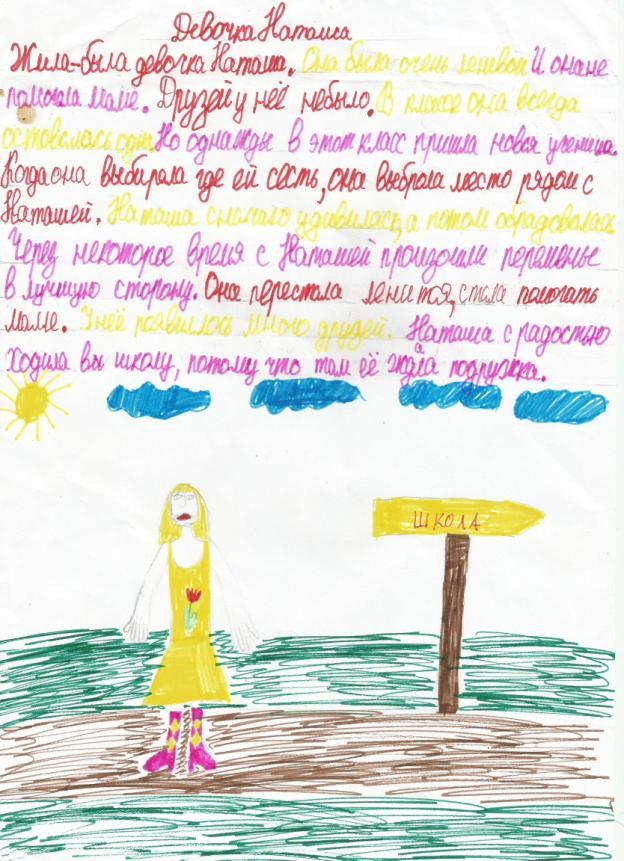 Девочка Наташа
Жила-была девочка Наташа. Она была очень ленивой И она не
помогала маме. Друзей у неё небыло. В классе она всегда
оставалось одна Но однажды в этот класс пришла новая ученица.
Когда она выбирала где ей сесть, она выбрала место рядом с
Наташей. Наташа сначало удивилась, а потом обрадовалась
Через некоторое время с Наташей произошли перемены
в лучшую сторону. Она перестала ленится, стала помогать
маме. У неё появилось много друзей. Наташа с радостью
ходила вы школу, потому что там её ждала подружка.
ШКОЛА